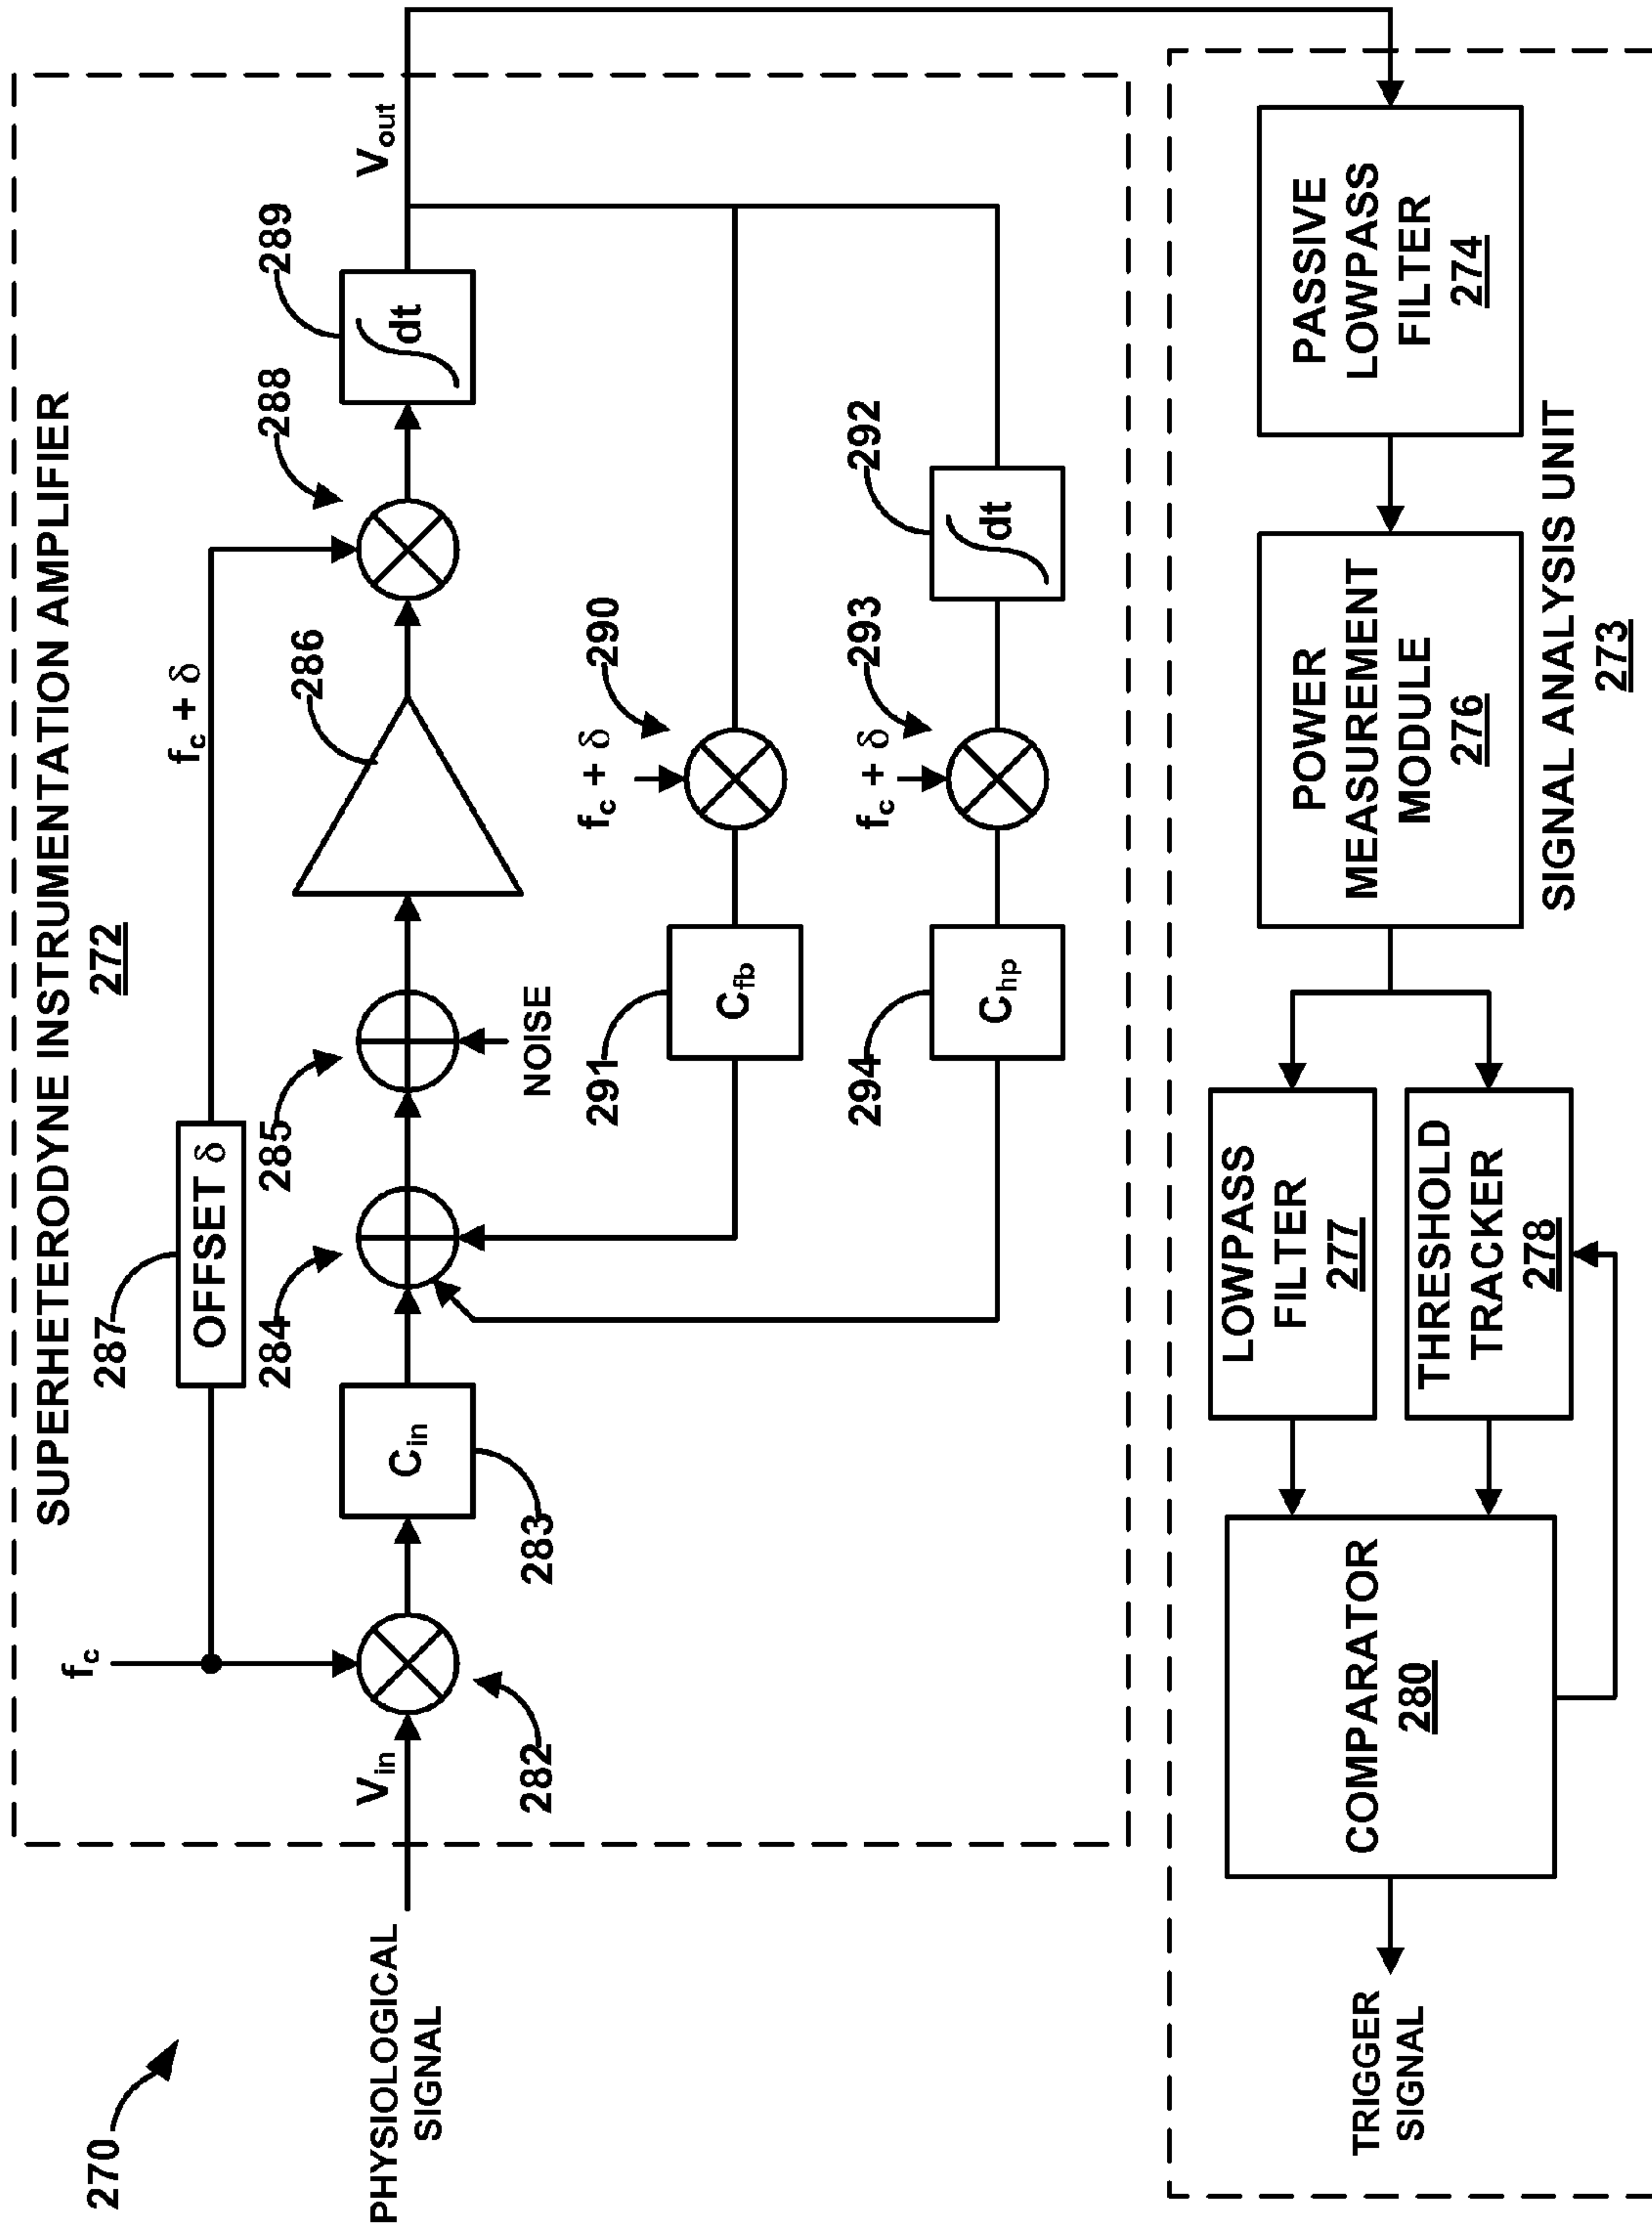 270
SUPERHETERODYNE INSTRUMENTATION AMPLIFIER
272
fc
287
OFFSET δ
fc + δ
PHYSIOLOGICAL
SIGNAL
Vin
282
Cin
283
284
285
NOISE
286
288
∫dt
289
Vout
fc + δ
290
Cfb
291
fc + δ
293
∫dt
292
Chp
294
PASSIVE
LOWPASS
FILTER
274
POWER
MEASUREMENT
MODULE
276
LOWPASS
FILTER
277
THRESHOLD
TRACKER
278
COMPARATOR
280
TRIGGER
SIGNAL
SIGNAL ANALYSIS UNIT
273